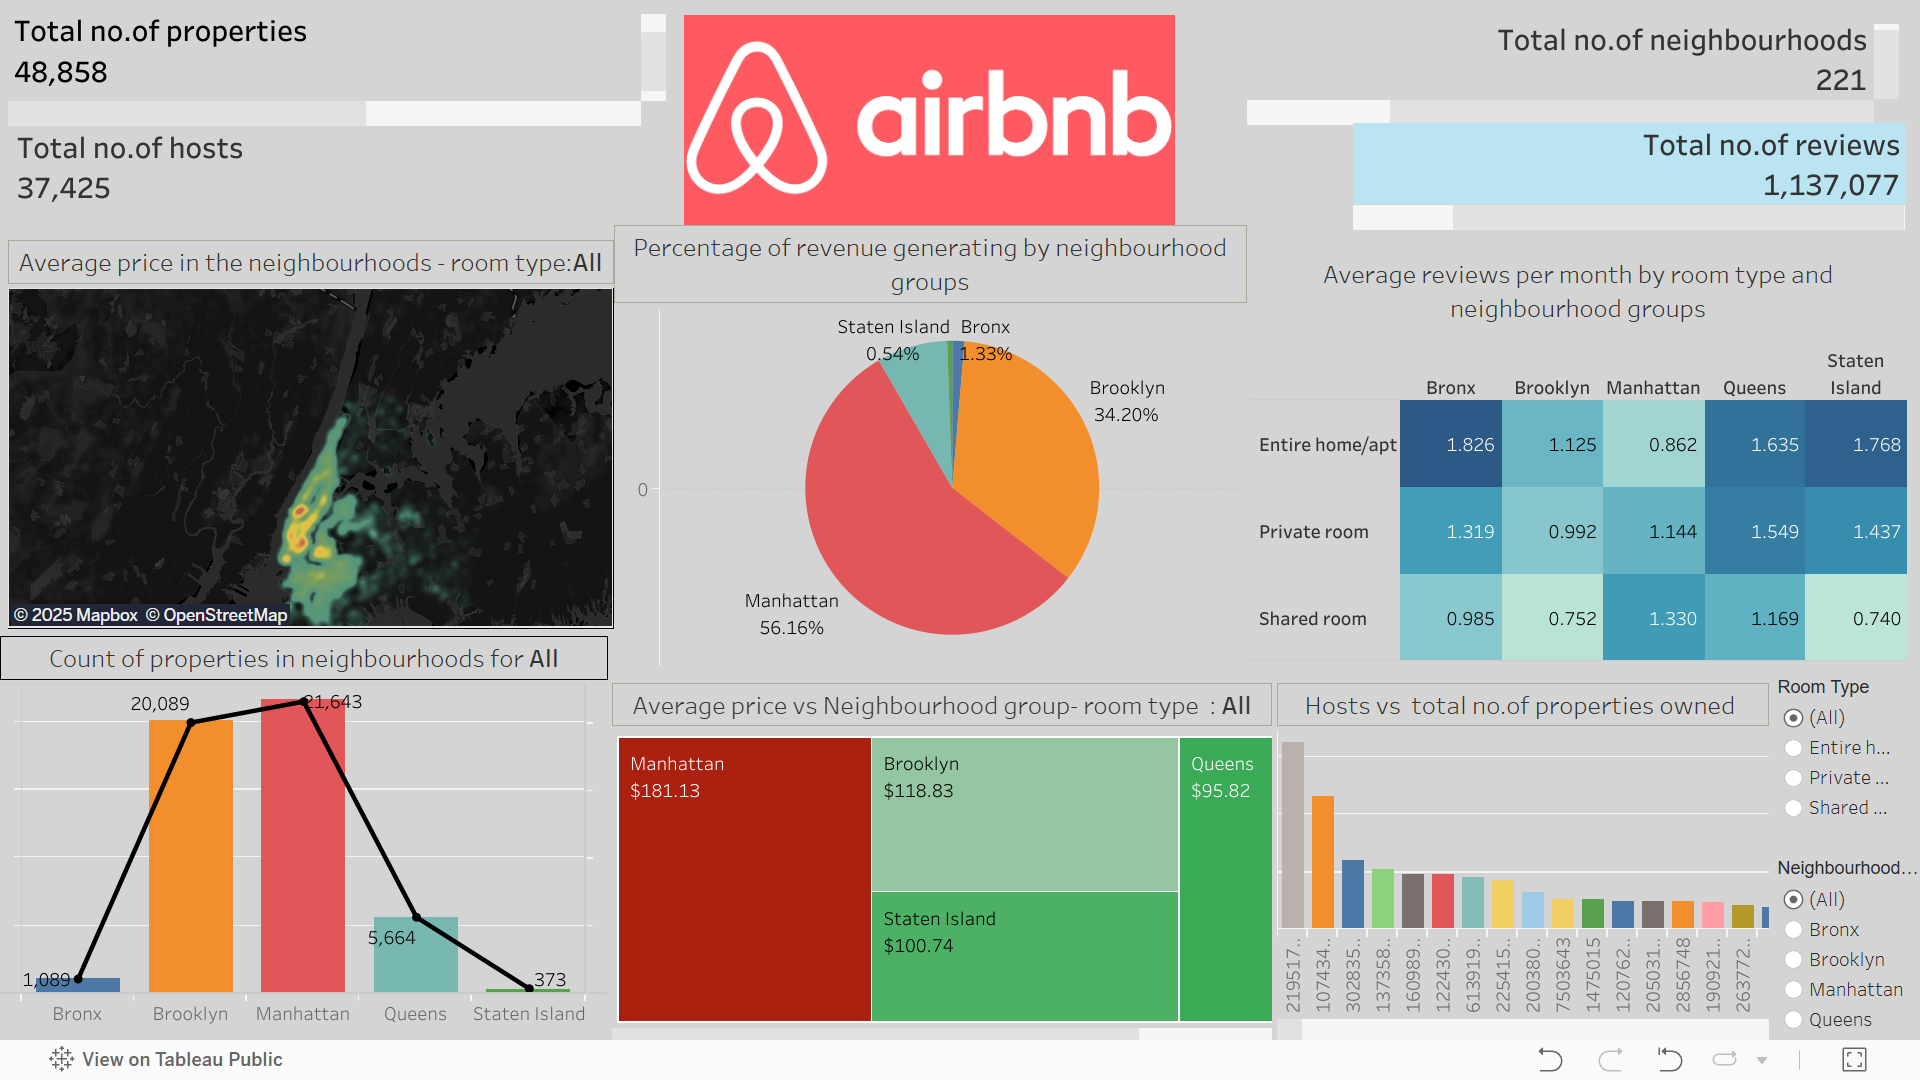 Total no.of properties
48,858
Total no.of hosts
37,425
airbnb
Total no.of neighbourhoods
221
Total no.of reviews
1,137,077
Average price in the neighbourhoods - room type:All
© 2025 Mapbox © OpenStreetMap
Percentage of revenue generating by neighbourhood
groups
Staten Island
0.54%
Bronx
1.33%
Brooklyn
34.20%
0
Manhattan
56.16%
Average reviews per month by room type and
neighbourhood groups
Bronx Brooklyn Manhattan Queens Staten Island
Entire home/apt 1.826 1.125 0.862 1.635 1.768
Private room 1.319 0.992 1.144 1.549 1.437
Shared room 0.985 0.752 1.330 1.169 0.740
Count of properties in neighbourhoods for All
1,089
20,089
21,643
5,664
373
Bronx Brooklyn Manhattan Queens Staten Island
Average price vs Neighbourhood group- room type : All
Manhattan
$181.13
Brooklyn
$118.83
Staten Island
$100.74
Queens
$95.82
Hosts vs total no.of properties owned
219517..
107434..
302835..
137358..
160989..
122430..
613919..
225415..
200380..
7503643
1475015
120762..
205031..
2856748
190921..
263772..
Room Type
(All)
Entire h...
Private ...
Shared ...
Neighbourhood...
(All)
Bronx
Brooklyn
Manhattan
Queens
View on Tableau Public